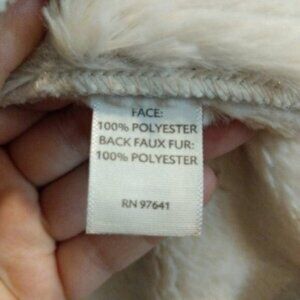 FACE:
100% POLYESTER
BACK FAUX FUR:
100% POLYESTER
RN 97641